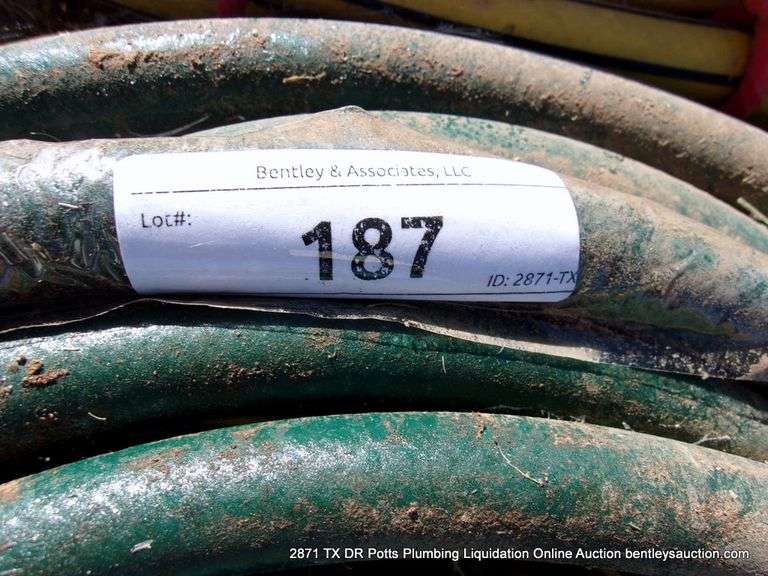 Bentley & Associates, LLC
Lot#:
187
ID: 2871-TX
2871 TX DR Potts Plumbing Liquidation Online Auction bentleysauction.com